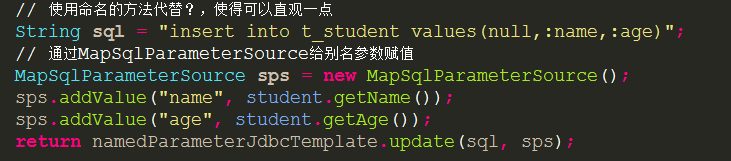 // 使用命名的方法代替？，使得可以直观一点
String sql = "insert into t_student values(null,:name,:age)";
// 通过MapSqlParameterSource给别名参数赋值
MapSqlParameterSource sps = new MapSqlParameterSource();
sps.addValue("name", student.getName());
sps.addValue("age", student.getAge());
return namedParameterJdbcTemplate.update(sql, sps);